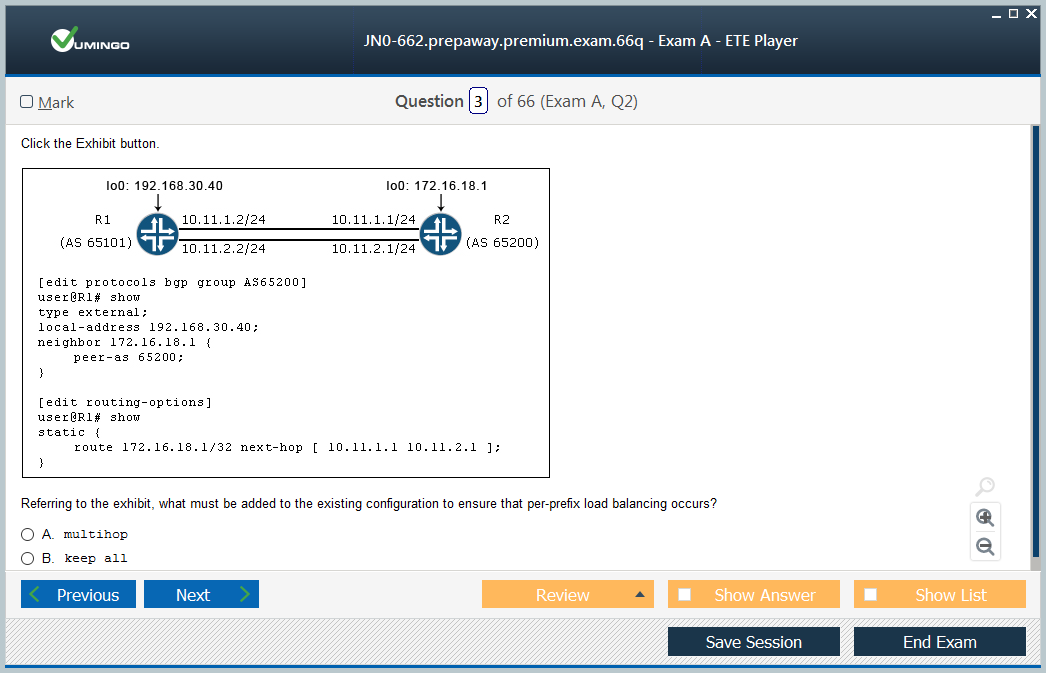 VUMINGO
JN0-662.prepaway.premium.exam.66q - Exam A - ETE Player
Mark
Question 3 of 66 (Exam A, Q2)
Click the Exhibit button.
lo0: 192.168.30.40
lo0: 172.16.18.1
R1
10.11.1.2/24
10.11.1.1/24
R2
(AS 65101)
(AS 65200)
10.11.2.2/24
10.11.2.1/24
[edit protocols bgp group AS65200]
user@R1# show
type external;
local-address 192.168.30.40;
neighbor 172.16.18.1 {
peer-as 65200;
}
[edit routing-options]
user@R1# show
static {
route 172.16.18.1/32 next-hop [ 10.11.1.1 10.11.2.1 ];
}
Referring to the exhibit, what must be added to the existing configuration to ensure that per-prefix load balancing occurs?
A. multihop
B. keep all
Previous
Next
Review
Show Answer
Show List
Save Session
End Exam